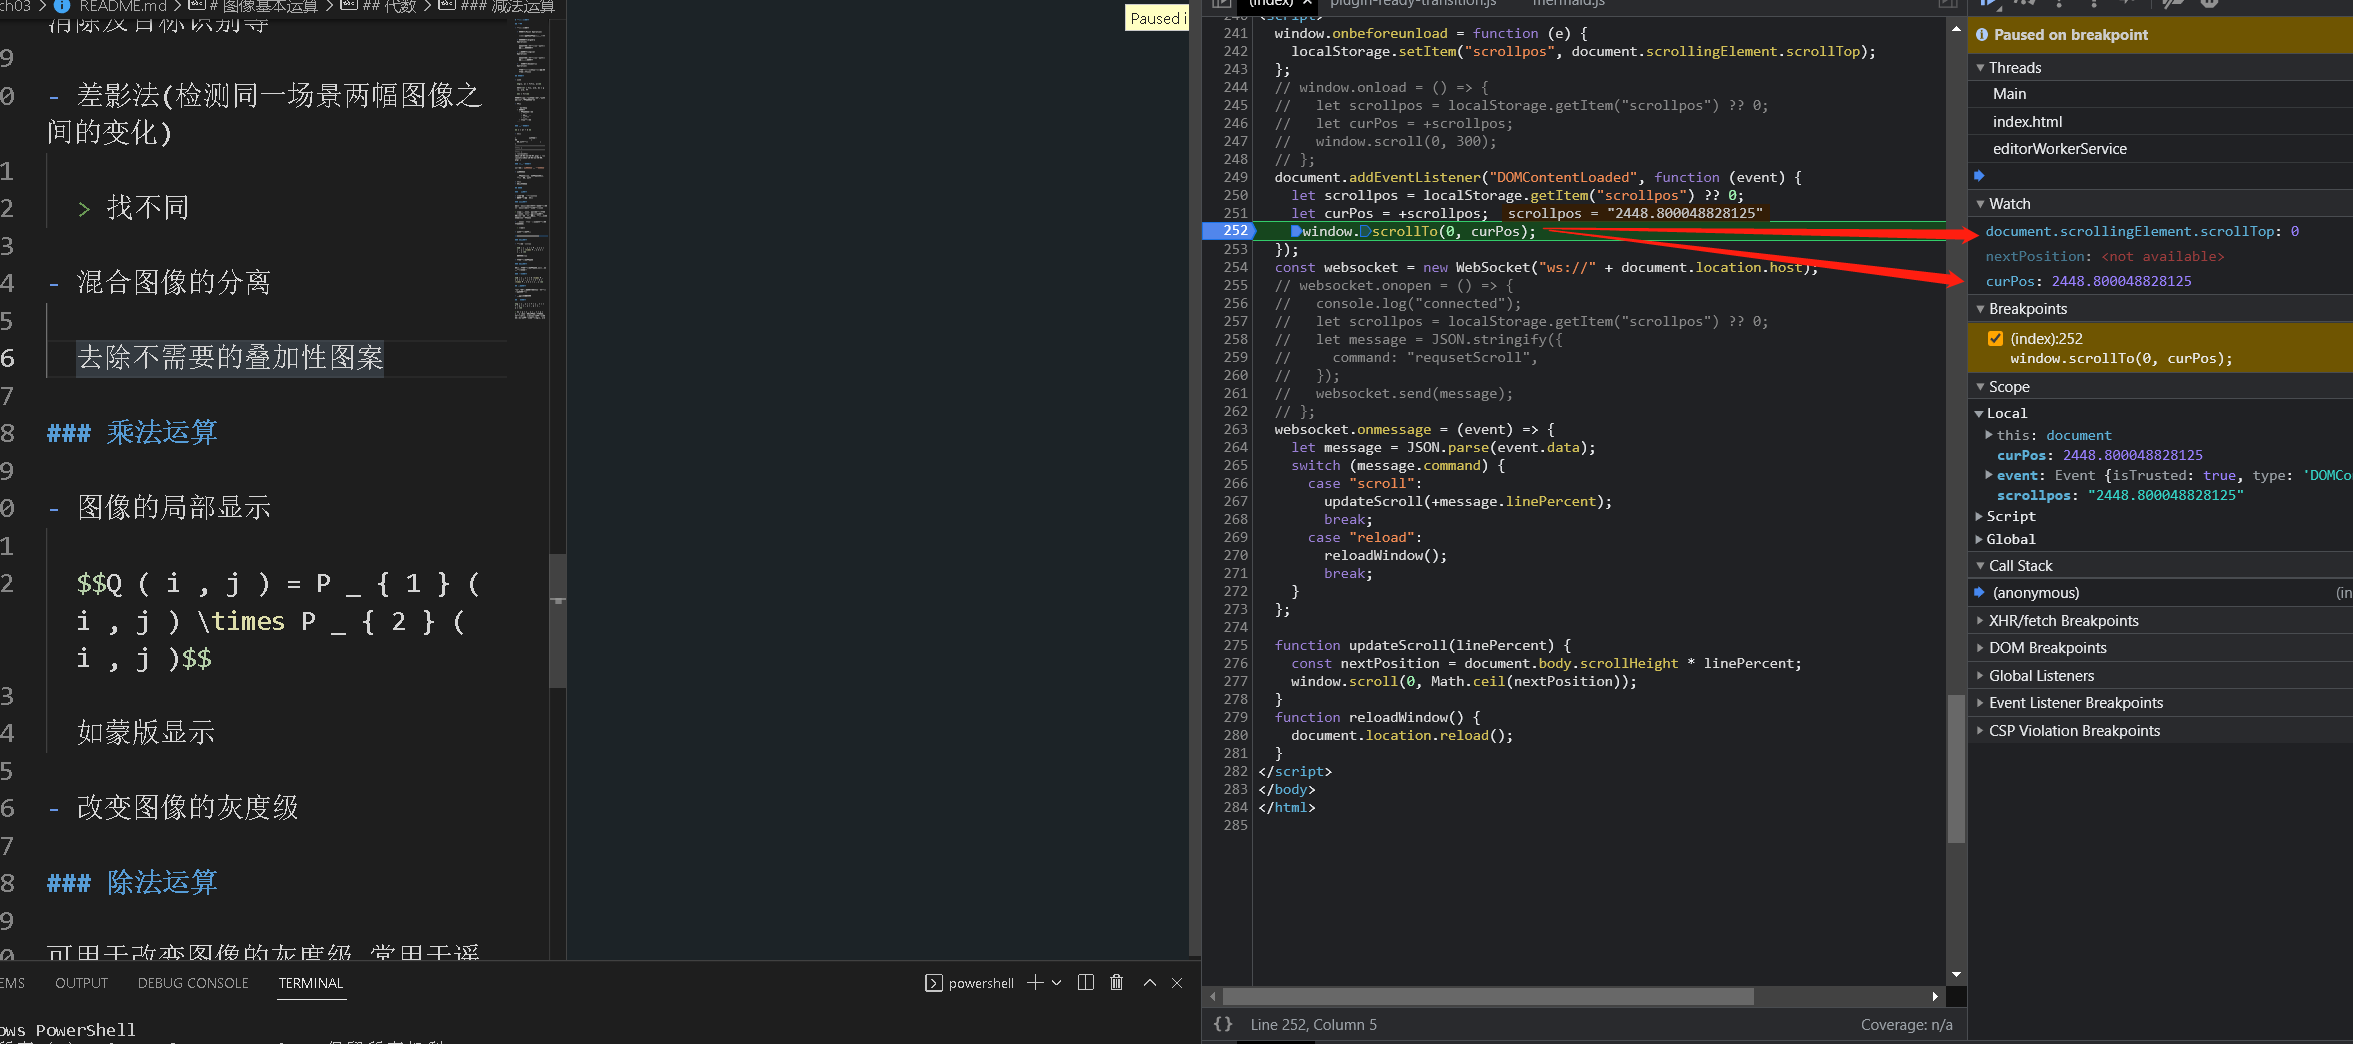 ch03 > README.md > # 图像基本运算 > ## 代数 > ### 减法运算
消除及目标识别等
9
0 - 差影法(检测同一场景两幅图像之
间的变化)
1
2 > 找不同
3
4 - 混合图像的分离
5
6 去除不需要的叠加性图案
7
8 ### 乘法运算
9
0 - 图像的局部显示
1
2 $$Q ( i , j ) = P _ { 1 } (
i , j ) \times P _ { 2 } (
i , j )$$
3
4 如蒙版显示
5
6 - 改变图像的灰度级
7
8 ### 除法运算
9
0 可用于改变图像的灰度级,常用于遥
EMS OUTPUT DEBUG CONSOLE TERMINAL
powershell
ows PowerShell
Paused i
(index) × plugin-ready-transition.js mermaid.js
240 <script>
241 window.onbeforeunload = function (e) {
242 localStorage.setItem("scrollpos", document.scrollingElement.scrollTop);
243 };
244 // window.onload = () => {
245 // let scrollpos = localStorage.getItem("scrollpos") ?? 0;
246 // let curPos = +scrollpos;
247 // window.scroll(0, 300);
248 // };
249 document.addEventListener("DOMContentLoaded", function (event) {
250 let scrollpos = localStorage.getItem("scrollpos") ?? 0;
251 let curPos = +scrollpos; scrollpos = "2448.800048828125"
252 window.scrollTo(0, curPos);
253 });
254 const websocket = new WebSocket("ws://" + document.location.host);
255 // websocket.onopen = () => {
256 // console.log("connected");
257 // let scrollpos = localStorage.getItem("scrollpos") ?? 0;
258 // let message = JSON.stringify({
259 // command: "requsetScroll",
260 // });
261 // websocket.send(message);
262 // };
263 websocket.onmessage = (event) => {
264 let message = JSON.parse(event.data);
265 switch (message.command) {
266 case "scroll":
267 updateScroll(+message.linePercent);
268 break;
269 case "reload":
270 reloadWindow();
271 break;
272 }
273 };
274
275 function updateScroll(linePercent) {
276 const nextPosition = document.body.scrollHeight * linePercent;
277 window.scroll(0, Math.ceil(nextPosition));
278 }
279 function reloadWindow() {
280 document.location.reload();
281 }
282 </script>
283 </body>
284 </html>
285
{} Line 252, Column 5 Coverage: n/a
Paused on breakpoint
Threads
Main
index.html
editorWorkerService
Watch
document.scrollingElement.scrollTop: 0
nextPosition: <not available>
curPos: 2448.800048828125
Breakpoints
(index):252
window.scrollTo(0, curPos);
Scope
Local
this: document
curPos: 2448.800048828125
event: Event {isTrusted: true, type: 'DOMCo
scrollpos: "2448.800048828125"
Script
Global
Call Stack
(anonymous) (in
XHR/fetch Breakpoints
DOM Breakpoints
Global Listeners
Event Listener Breakpoints
CSP Violation Breakpoints